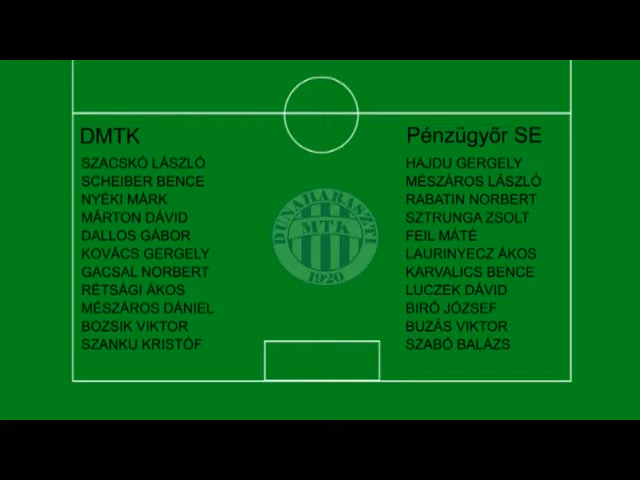 DMTK
SZACSKÓ LÁSZLÓ
SCHEIBER BENCE
NYÉKI MÁRK
MÁRTON DÁVID
DALLOS GÁBOR
KOVÁCS GERGELY
GACSAL NORBERT
RÉTSÁGI ÁKOS
MÉSZÁROS DÁNIEL
BOZSIK VIKTOR
SZANKU KRISTÓF
DUNAHARASZTI
MTK
1920
Pénzügyőr SE
HAJDU GERGELY
MÉSZÁROS LÁSZLÓ
RABATIN NORBERT
SZTRUNGA ZSOLT
FEIL MÁTÉ
LAURINYECZ ÁKOS
KARVALICS BENCE
LUCZEK DÁVID
BIRÓ JÓZSEF
BUZÁS VIKTOR
SZABÓ BALÁZS